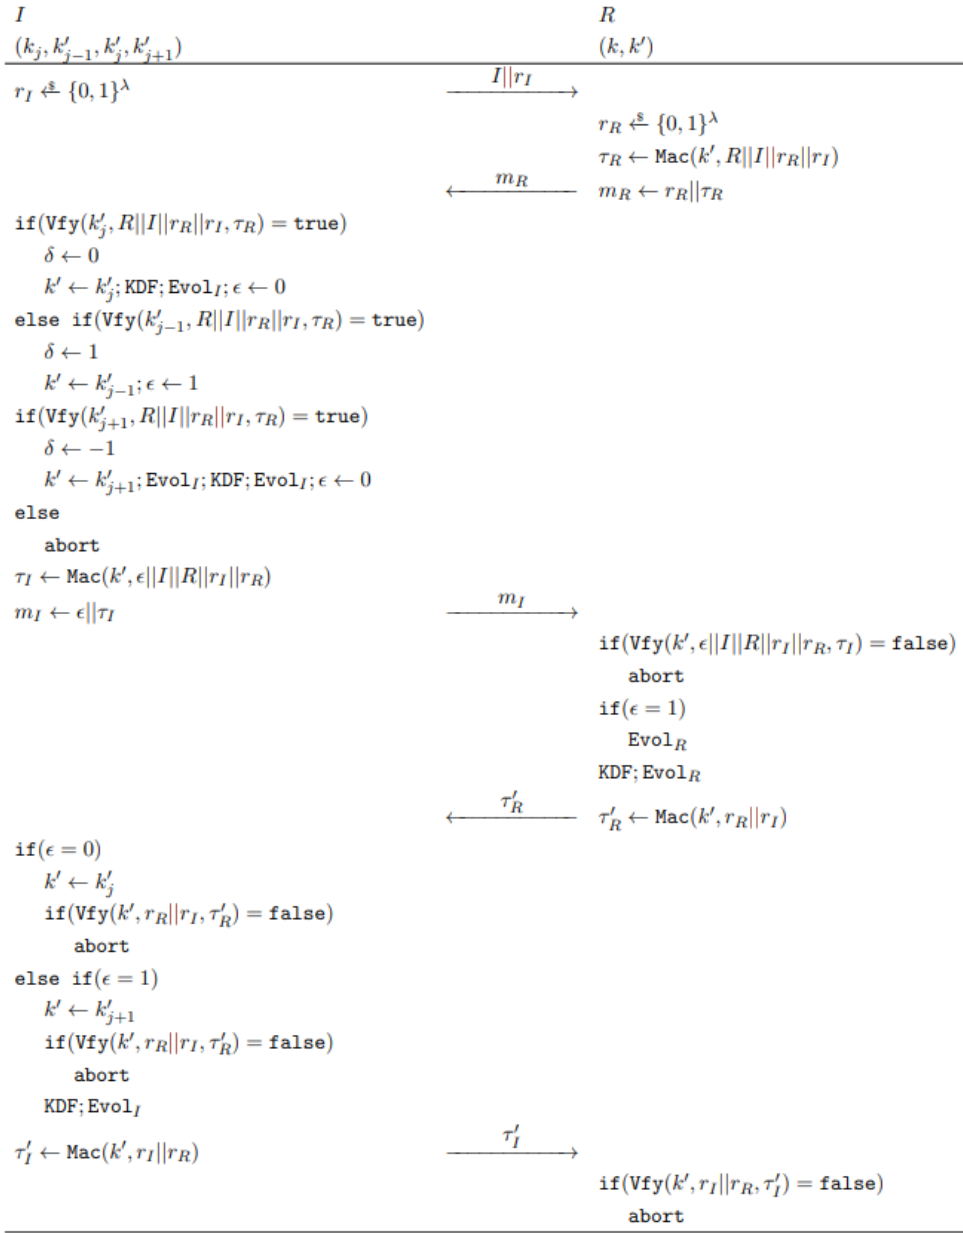 I R
(k_j, k'_{j−1}, k'_j, k'_{j+1}) (k, k')
r_I ←$ {0, 1}^λ I||r_I
r_R ←$ {0, 1}^λ
τ_R ← Mac(k', R||I||r_R||r_I)
m_R m_R ← r_R||τ_R
if(Vfy(k'_j, R||I||r_R||r_I, τ_R) = true)
δ ← 0
k' ← k'_j; KDF; Evol_I; ϵ ← 0
else if(Vfy(k'_{j−1}, R||I||r_R||r_I, τ_R) = true)
δ ← 1
k' ← k'_{j−1}; ϵ ← 1
if(Vfy(k'_{j+1}, R||I||r_R||r_I, τ_R) = true)
δ ← −1
k' ← k'_{j+1}; Evol_I; KDF; Evol_I; ϵ ← 0
else
abort
τ_I ← Mac(k', ϵ||I||R||r_I||r_R)
m_I ← ϵ||τ_I m_I
if(Vfy(k', ϵ||I||R||r_I||r_R, τ_I) = false)
abort
if(ϵ = 1)
Evol_R
KDF; Evol_R
τ'_R τ'_R ← Mac(k', r_R||r_I)
if(ϵ = 0)
k' ← k'_j
if(Vfy(k', r_R||r_I, τ'_R) = false)
abort
else if(ϵ = 1)
k' ← k'_{j+1}
if(Vfy(k', r_R||r_I, τ'_R) = false)
abort
KDF; Evol_I
τ'_I ← Mac(k', r_I||r_R) τ'_I
if(Vfy(k', r_I||r_R, τ'_I) = false)
abort